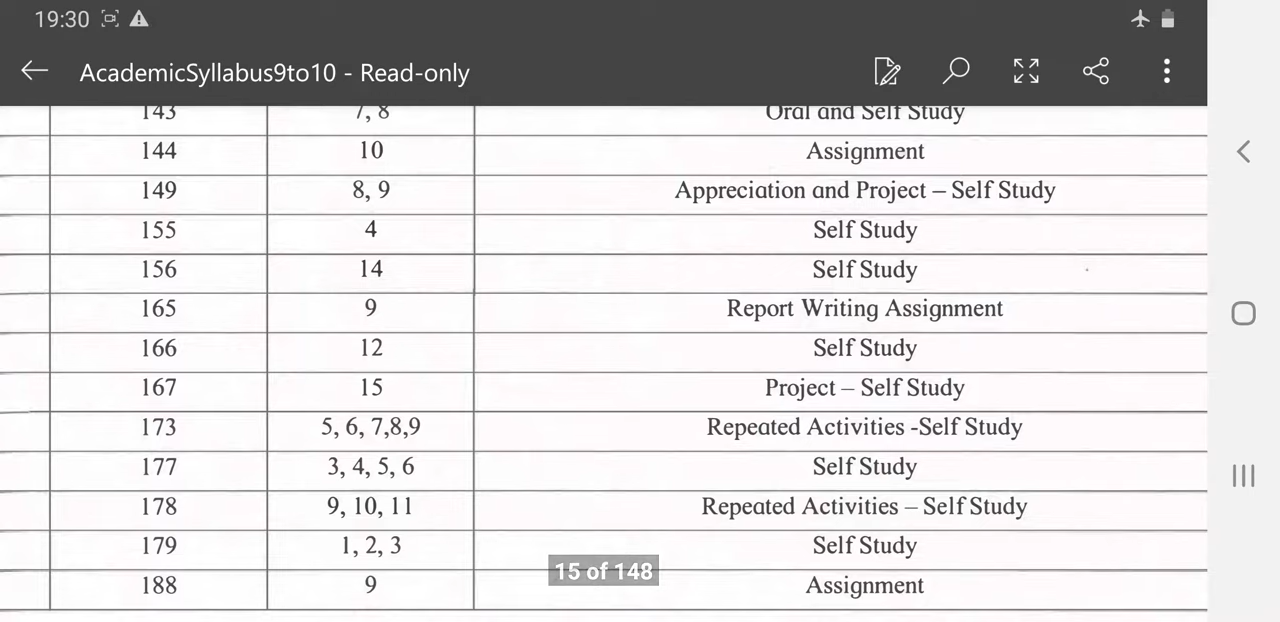 19:30
AcademicSyllabus9to10 - Read-only
143 7, 8 Oral and Self Study
144 10 Assignment
149 8, 9 Appreciation and Project – Self Study
155 4 Self Study
156 14 Self Study
165 9 Report Writing Assignment
166 12 Self Study
167 15 Project – Self Study
173 5, 6, 7,8,9 Repeated Activities -Self Study
177 3, 4, 5, 6 Self Study
178 9, 10, 11 Repeated Activities – Self Study
179 1, 2, 3 Self Study
15 of 148
188 9 Assignment